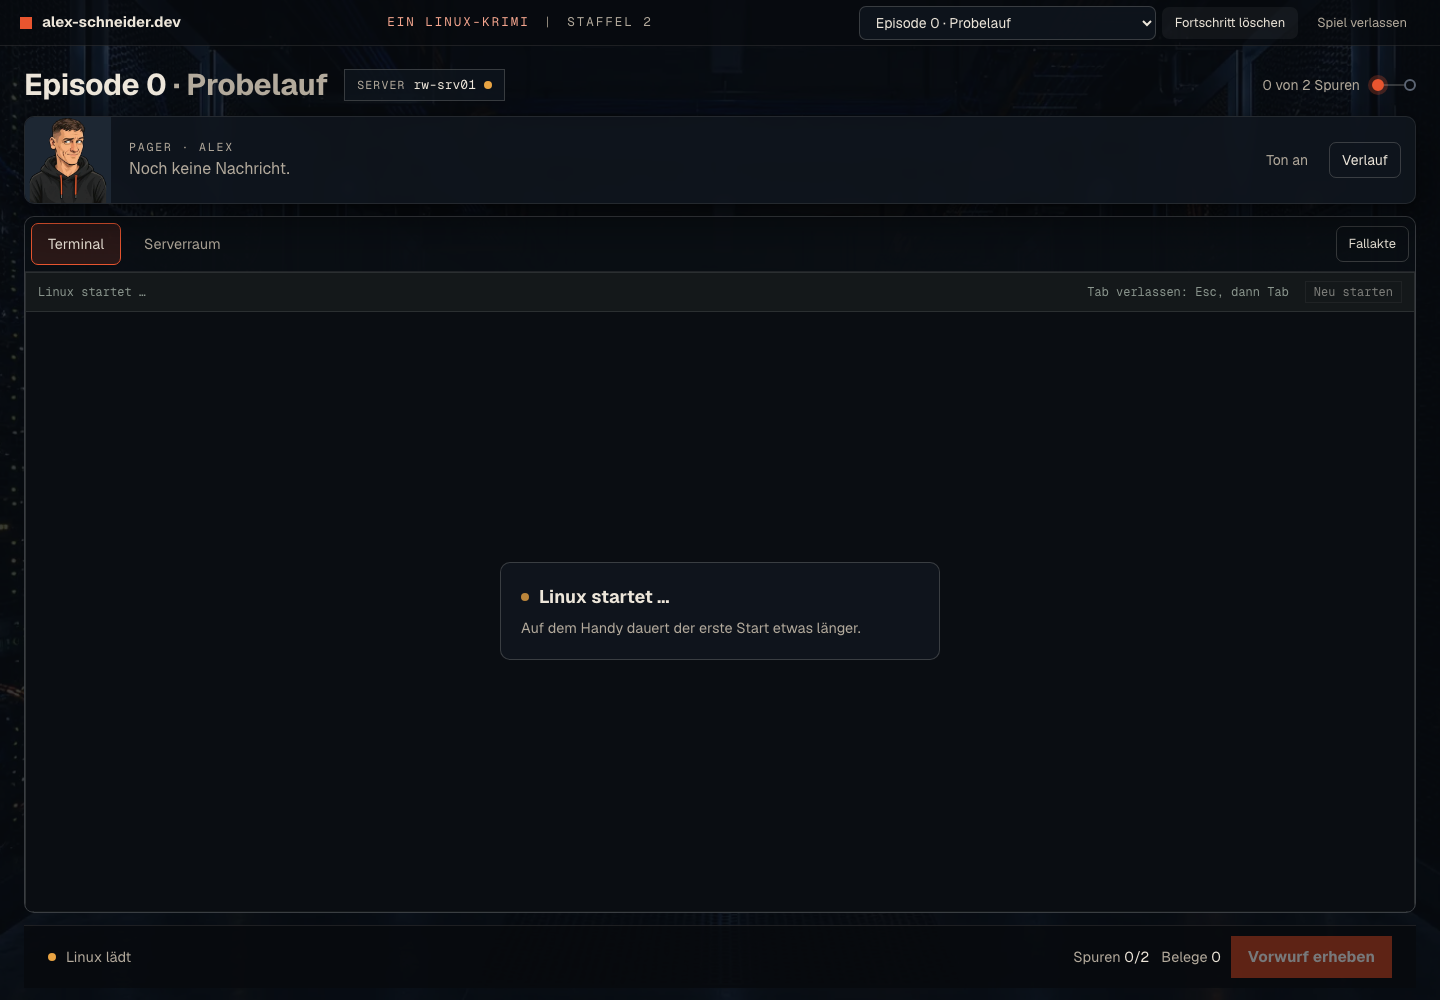 alex-schneider.dev
EIN LINUX-KRIMI | STAFFEL 2
Episode 0 · Probelauf
Fortschritt löschen
Spiel verlassen
Episode 0 · Probelauf
SERVER rw-srv01
0 von 2 Spuren
PAGER · ALEX
Noch keine Nachricht.
Ton an
Verlauf
Terminal
Serverraum
Fallakte
Linux startet …
Tab verlassen: Esc, dann Tab
Neu starten
Linux startet …
Auf dem Handy dauert der erste Start etwas länger.
Linux lädt
Spuren 0/2
Belege 0
Vorwurf erheben